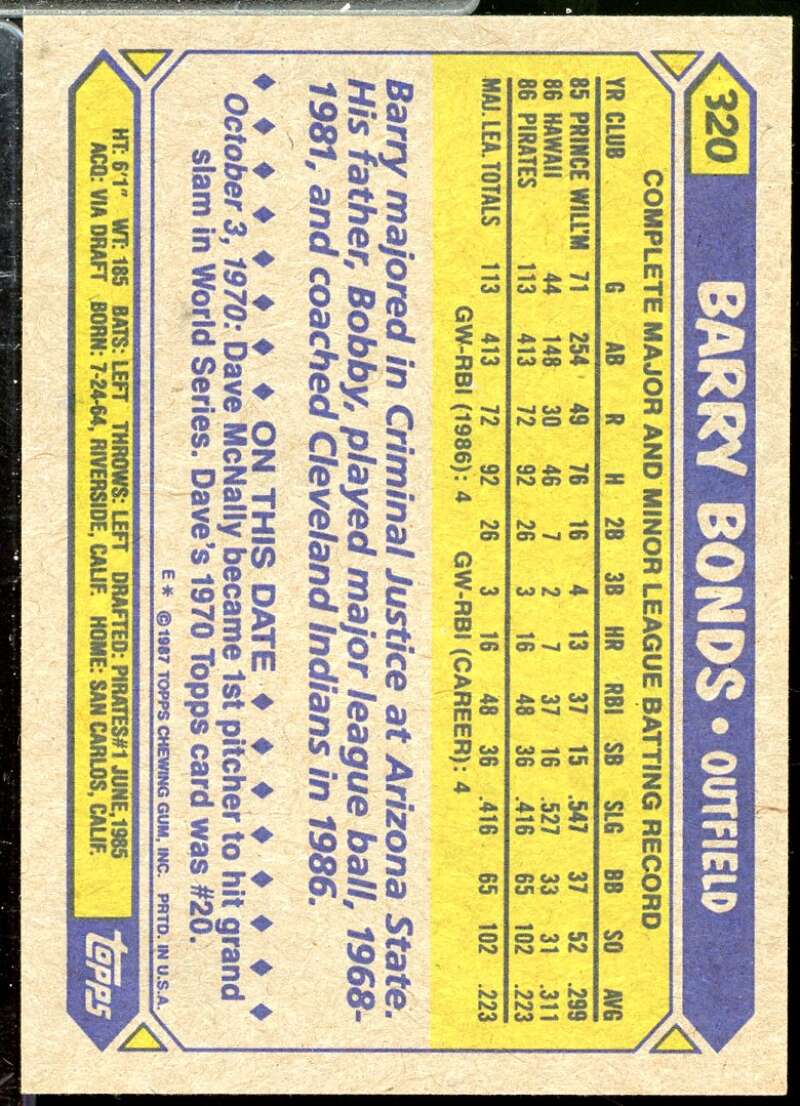 320
BARRY BONDS • OUTFIELD
COMPLETE MAJOR AND MINOR LEAGUE BATTING RECORD
YR CLUB G AB R H 2B 3B HR RBI SB SLG BB SO AVG
85 PRINCE WILL'M 71 254 49 76 16 4 13 37 15 .547 37 52 .299
86 HAWAII 44 148 30 46 7 2 7 37 16 .527 33 31 .311
86 PIRATES 113 413 72 92 26 3 16 48 36 .416 65 102 .223
MAJ. LEA. TOTALS 113 413 72 92 26 3 16 48 36 .416 65 102 .223
GW-RBI (1986): 4 GW-RBI (CAREER): 4
Barry majored in Criminal Justice at Arizona State.
His father, Bobby, played major league ball, 1968-
1981, and coached Cleveland Indians in 1986.
♦ ♦ ♦ ♦ ♦ ♦ ♦ ♦ ON THIS DATE ♦ ♦ ♦ ♦ ♦ ♦ ♦ ♦
October 3, 1970: Dave McNally became 1st pitcher to hit grand
slam in World Series. Dave's 1970 Topps card was #20.
E* © 1987 TOPPS CHEWING GUM, INC. PRTD. IN U.S.A.
HT: 6'1" WT: 185 BATS: LEFT THROWS: LEFT DRAFTED: PIRATES#1 JUNE, 1985
ACQ: VIA DRAFT BORN: 7-24-64, RIVERSIDE, CALIF. HOME: SAN CARLOS, CALIF.
topps